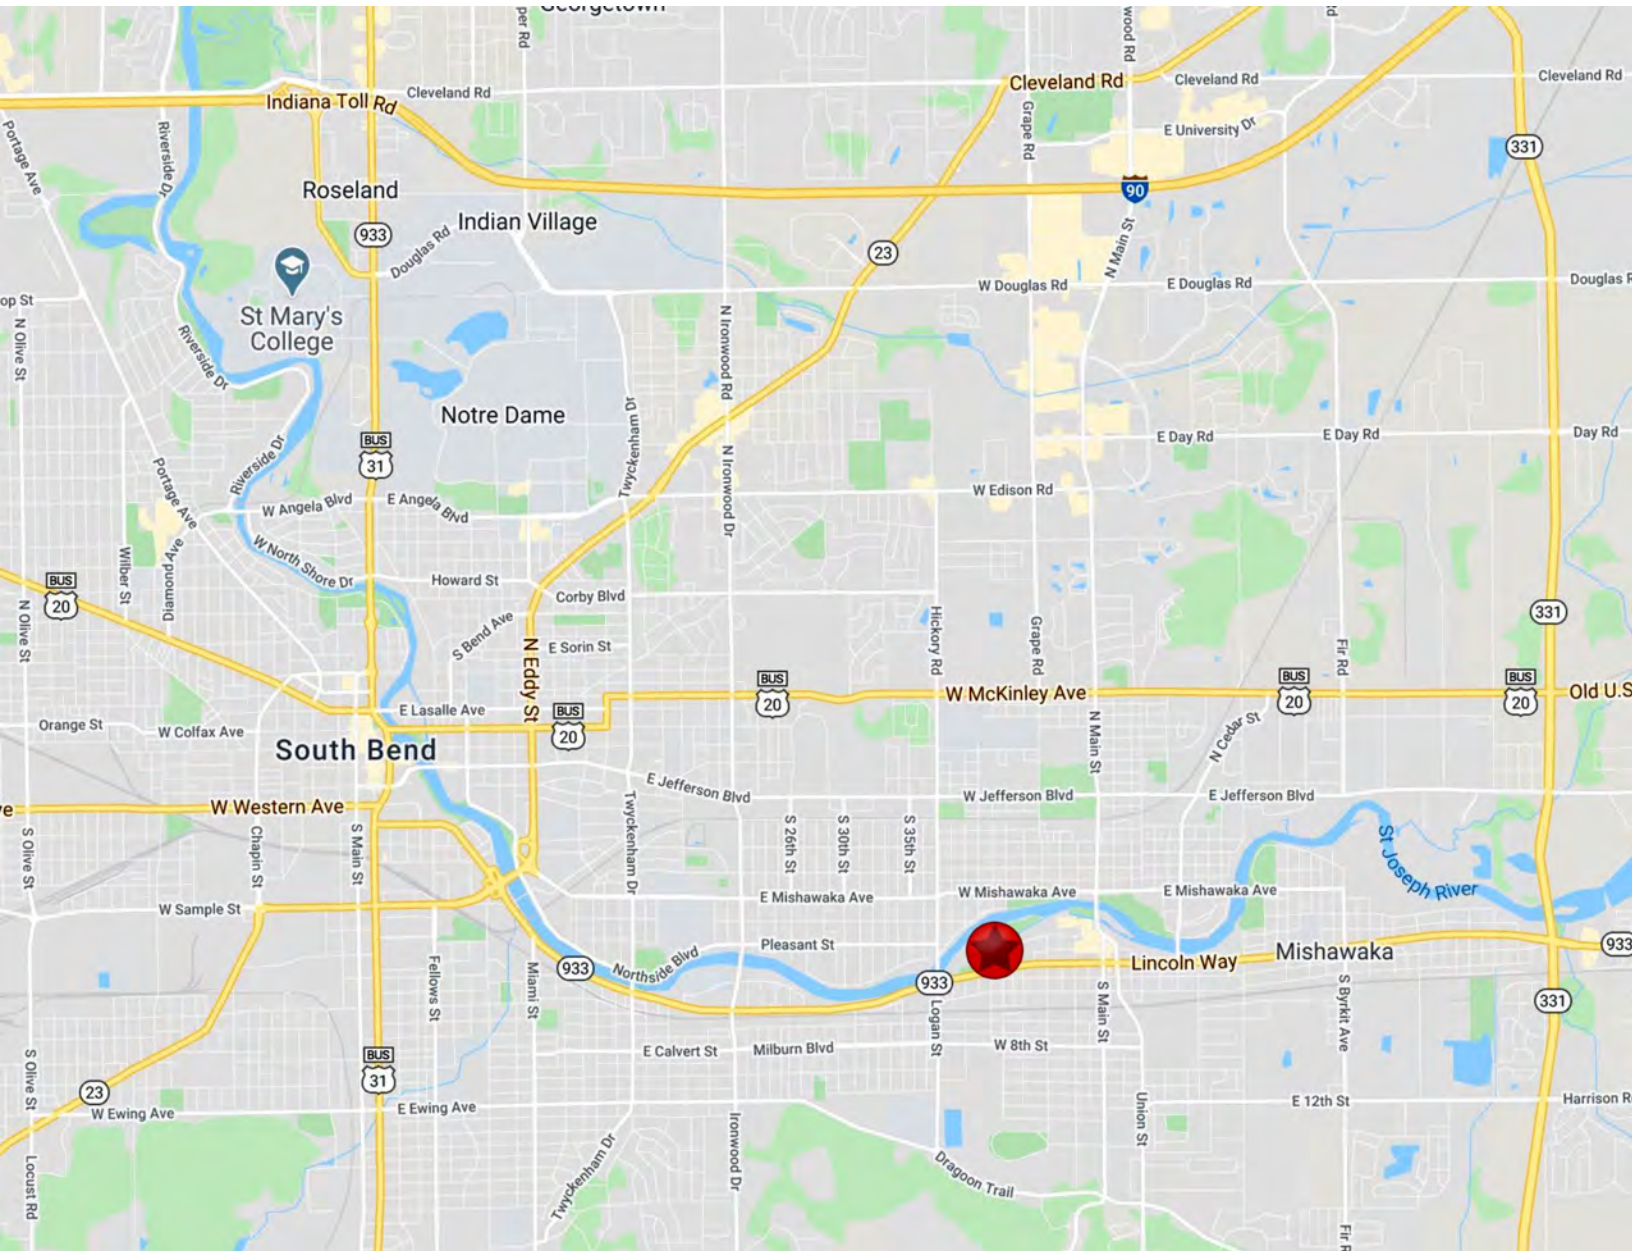 Georgetown
Cleveland Rd
Cleveland Rd
Cleveland Rd
Cleveland Rd
Indiana Toll Rd
Grape Rd
E University Dr
Portage Ave
Riverside Dr
331
Roseland
90
Indian Village
933
Douglas Rd
23
N Main St
St Mary's
College
W Douglas Rd
E Douglas Rd
N Olive St
N Ironwood Rd
Riverside Dr
Notre Dame
Twyckenham Dr
BUS
31
E Day Rd
E Day Rd
Day Rd
Riverside Dr
Portage Ave
N Ironwood Dr
W Edison Rd
W Angela Blvd
E Angela Blvd
W North Shore Dr
Wilber St
Diamond Ave
BUS
20
Howard St
Corby Blvd
N Olive St
S Bend Ave
E Sorin St
N Eddy St
Hickory Rd
Grape Rd
Fir Rd
331
BUS
20
W McKinley Ave
BUS
20
BUS
20
Old U.S
E Lasalle Ave
BUS
20
Orange St
W Colfax Ave
South Bend
N Main St
N Cedar St
E Jefferson Blvd
W Jefferson Blvd
E Jefferson Blvd
W Western Ave
S Olive St
Chapin St
S Main St
Twyckenham Dr
S 26th St
S 30th St
S 35th St
St Joseph River
E Mishawaka Ave
W Mishawaka Ave
E Mishawaka Ave
W Sample St
Pleasant St
Northside Blvd
933
933
Lincoln Way
Mishawaka
933
Fellows St
Miami St
Logan St
S Main St
S Byrkit Ave
331
E Calvert St
Milburn Blvd
W 8th St
BUS
31
S Olive St
23
W Ewing Ave
E Ewing Ave
Union St
E 12th St
Locust Rd
Twyckenham Dr
Ironwood Dr
Dragoon Trail